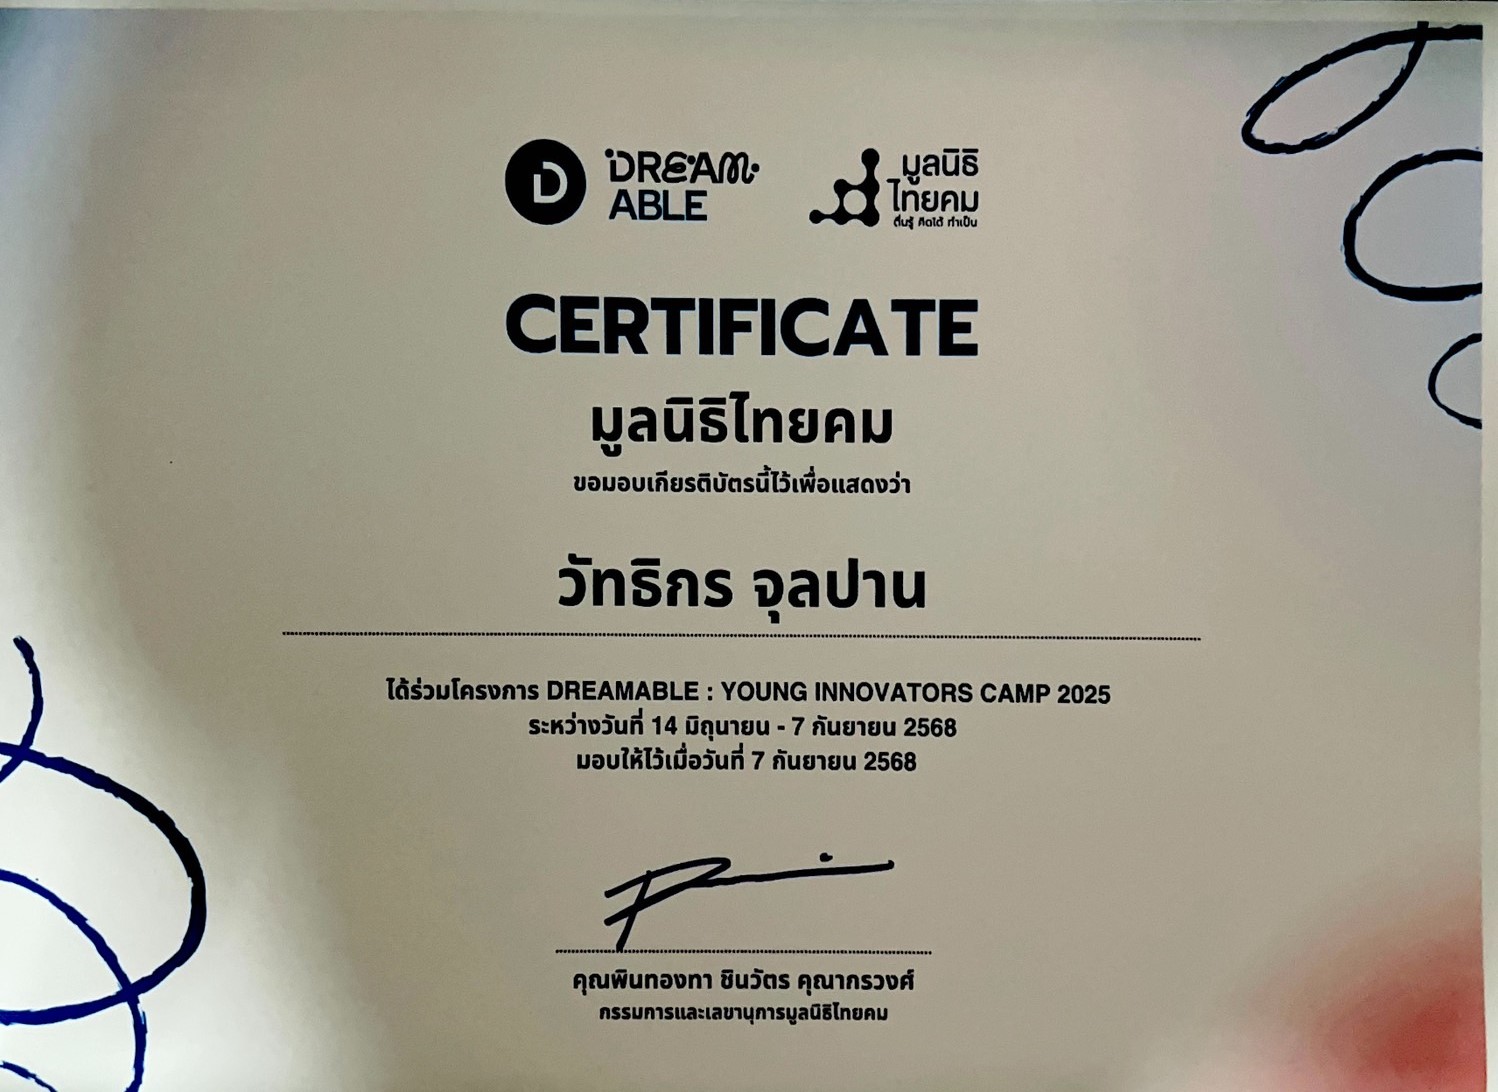 D DREAM ABLE
มูลนิธิ
ไทยคม
ตื่นรู้ คิดได้ ทำเป็น
CERTIFICATE
มูลนิธิไทยคม
ขอมอบเกียรติบัตรนี้ไว้เพื่อแสดงว่า
วัทธิกร จุลปาน
ได้ร่วมโครงการ DREAMABLE : YOUNG INNOVATORS CAMP 2025
ระหว่างวันที่ 14 มิถุนายน - 7 กันยายน 2568
มอบให้ไว้เมื่อวันที่ 7 กันยายน 2568
คุณพินทองทา ชินวัตร คุณากรวงศ์
กรรมการและเลขานุการมูลนิธิไทยคม